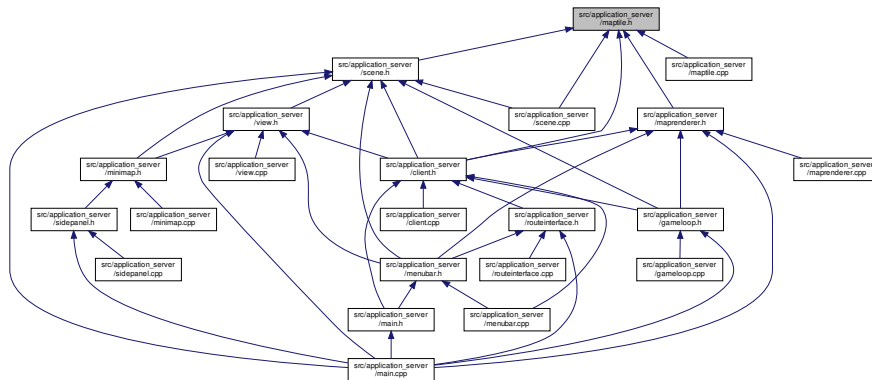 src/application_server
/maptile.h
src/application_server
/scene.h
src/application_server
/maptile.cpp
src/application_server
/view.h
src/application_server
/scene.cpp
src/application_server
/maprenderer.h
src/application_server
/minimap.h
src/application_server
/view.cpp
src/application_server
/client.h
src/application_server
/maprenderer.cpp
src/application_server
/sidepanel.h
src/application_server
/minimap.cpp
src/application_server
/client.cpp
src/application_server
/routeinterface.h
src/application_server
/gameloop.h
src/application_server
/sidepanel.cpp
src/application_server
/menubar.h
src/application_server
/routeinterface.cpp
src/application_server
/gameloop.cpp
src/application_server
/main.h
src/application_server
/menubar.cpp
src/application_server
/main.cpp